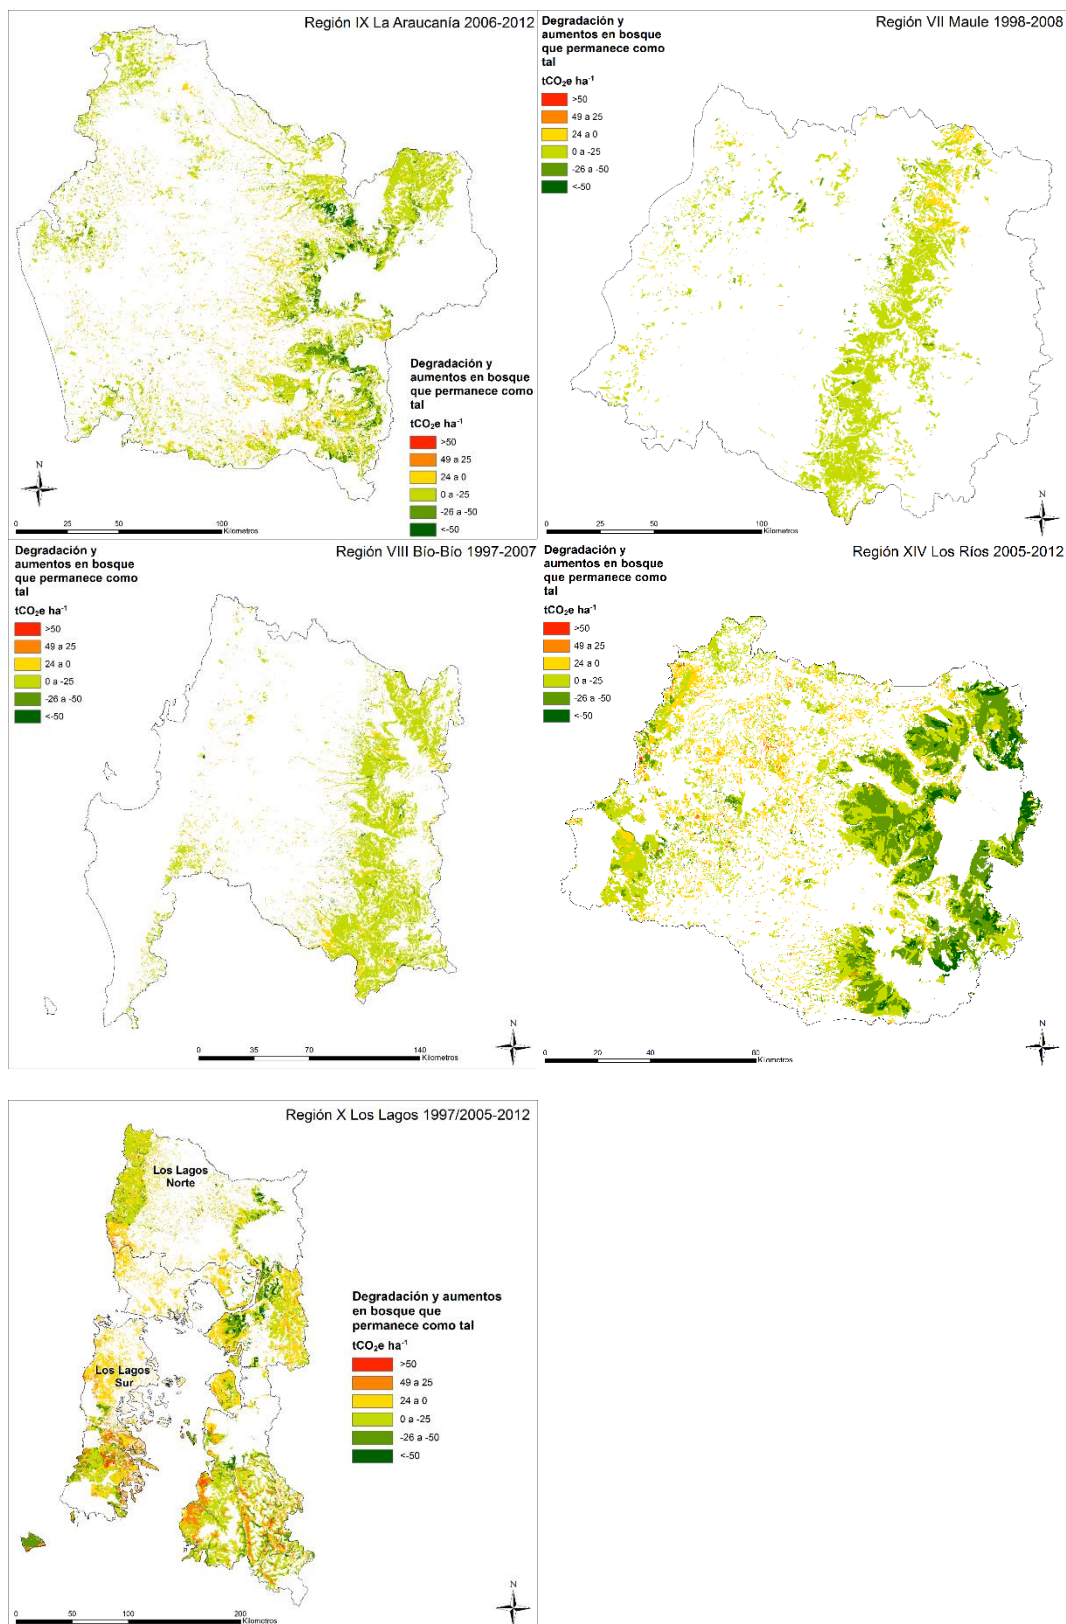 Región IX La Araucanía 2006-2012
Degradación y
aumentos en bosque
que permanece como
tal
tCO₂e ha⁻¹
>50
49 a 25
24 a 0
0 a -25
-26 a -50
<-50
N
0 25 50 100
Kilometros
Región VII Maule 1998-2008
Degradación y
aumentos en bosque
que permanece como
tal
tCO₂e ha⁻¹
>50
49 a 25
24 a 0
0 a -25
-26 a -50
<-50
N
0 25 50 100
Kilometros
Región VIII Bío-Bío 1997-2007
Degradación y
aumentos en bosque
que permanece como
tal
tCO₂e ha⁻¹
>50
49 a 25
24 a 0
0 a -25
-26 a -50
<-50
N
0 35 70 140
Kilometros
Región XIV Los Ríos 2005-2012
Degradación y
aumentos en bosque
que permanece como
tal
tCO₂e ha⁻¹
>50
49 a 25
24 a 0
0 a -25
-26 a -50
<-50
N
0 20 40 80
Kilometros
Región X Los Lagos 1997/2005-2012
Los Lagos
Norte
Los Lagos
Sur
Degradación y aumentos
en bosque que
permanece como tal
tCO₂e ha⁻¹
>50
49 a 25
24 a 0
0 a -25
-26 a -50
<-50
N
0 50 100 200
Kilometros